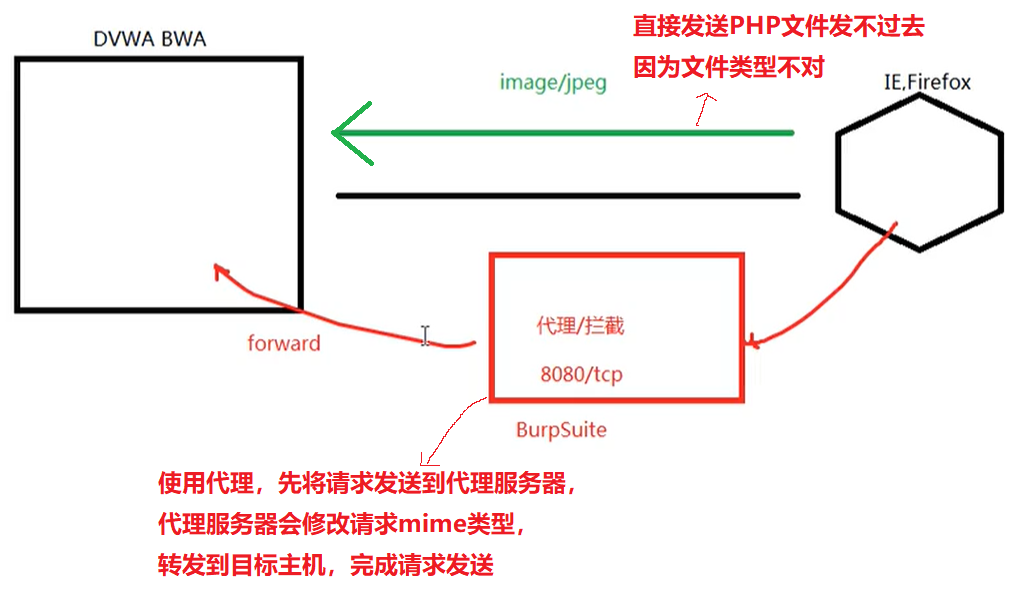 DVWA BWA
直接发送PHP文件发不过去
因为文件类型不对
image/jpeg
IE,Firefox
代理/拦截
8080/tcp
forward
BurpSuite
使用代理，先将请求发送到代理服务器，
代理服务器会修改请求mime类型，
转发到目标主机，完成请求发送